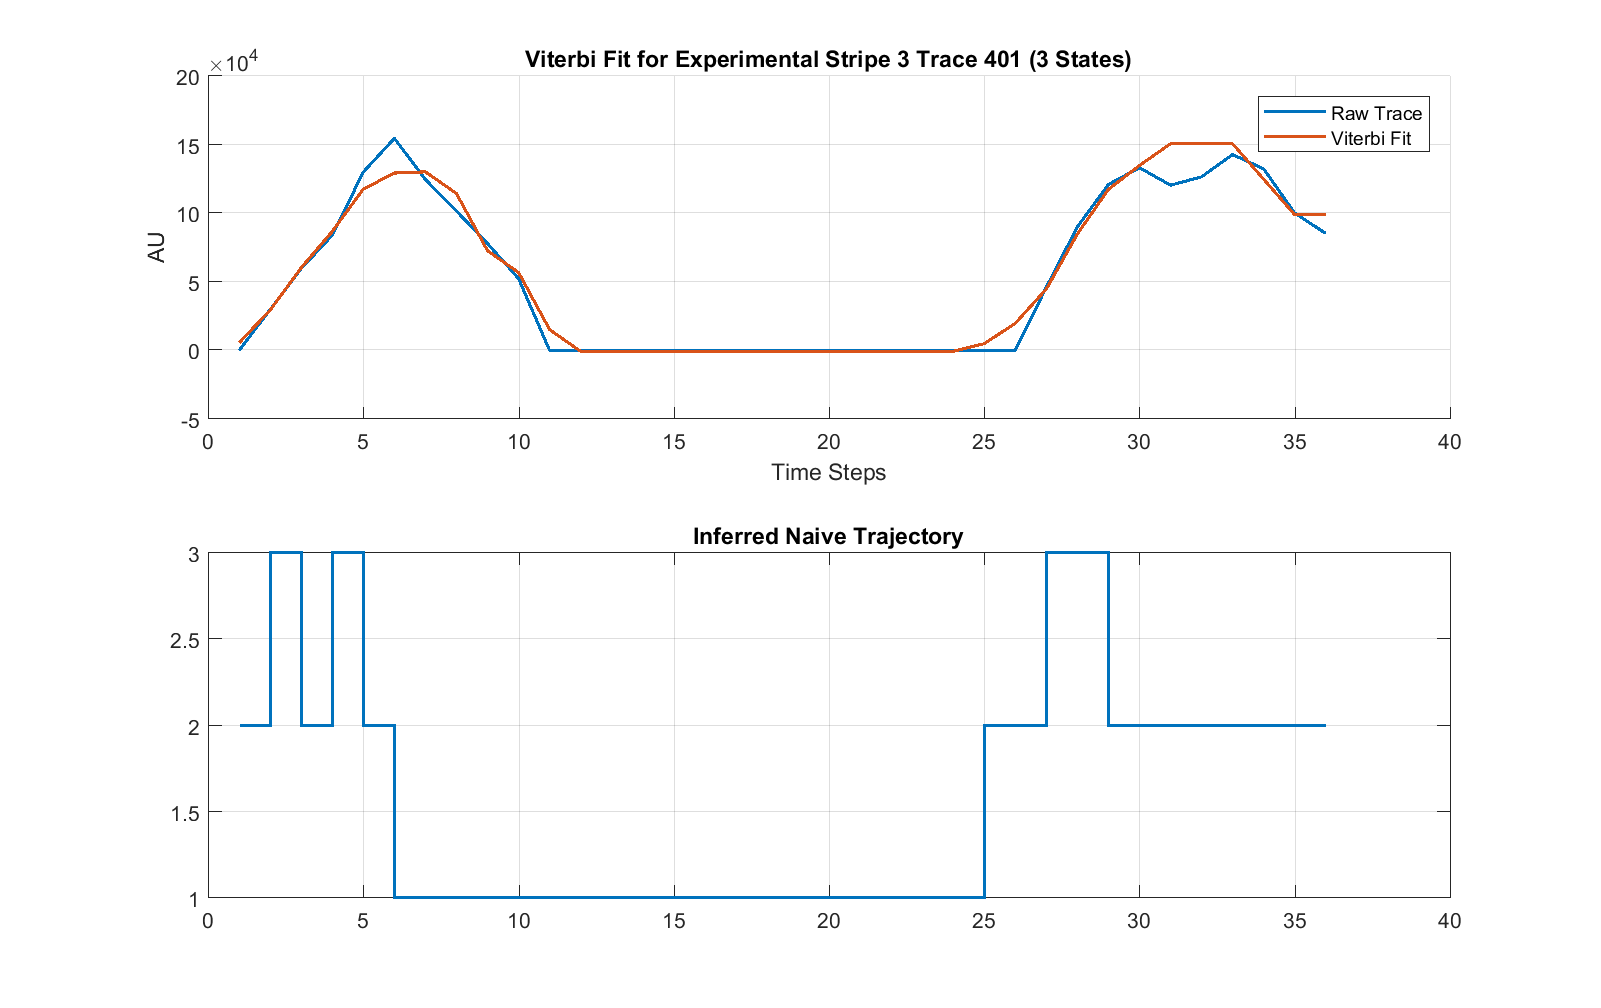 Viterbi Fit for Experimental Stripe 3 Trace 401 (3 States)
×10⁴
20
15
10
5
0
-5
AU
Raw Trace
Viterbi Fit
0 5 10 15 20 25 30 35 40
Time Steps
Inferred Naive Trajectory
3
2.5
2
1.5
1
0 5 10 15 20 25 30 35 40